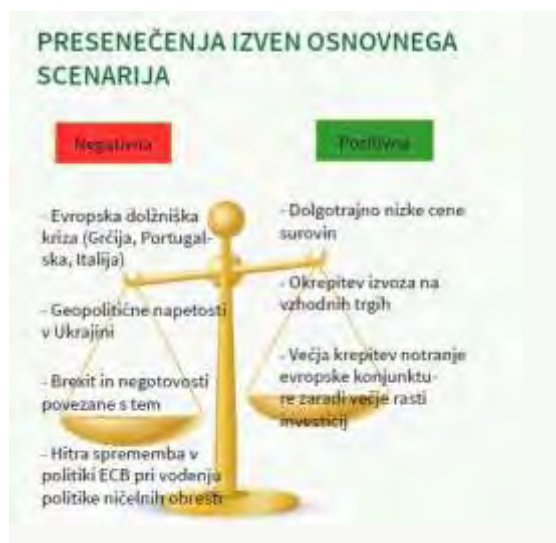 PRESENEČENJA IZVEN OSNOVNEGA
SCENARIJA
Negativna
Pozitivna
- Evropska dolžniška
kriza (Grčija, Portugal-
ska, Italija)
- Geopolitične napetosti
v Ukrajini
- Brexit in negotovosti
povezane s tem
- Hitra sprememba v
politiki ECB pri vodenju
politike ničelnih obresti
- Dolgotrajno nizke cene
surovin
- Okrepitev izvoza na
vzhodnih trgih
- Večja krepitev notranje
evropske konjunktu-
re zaradi večje rasti
investicij